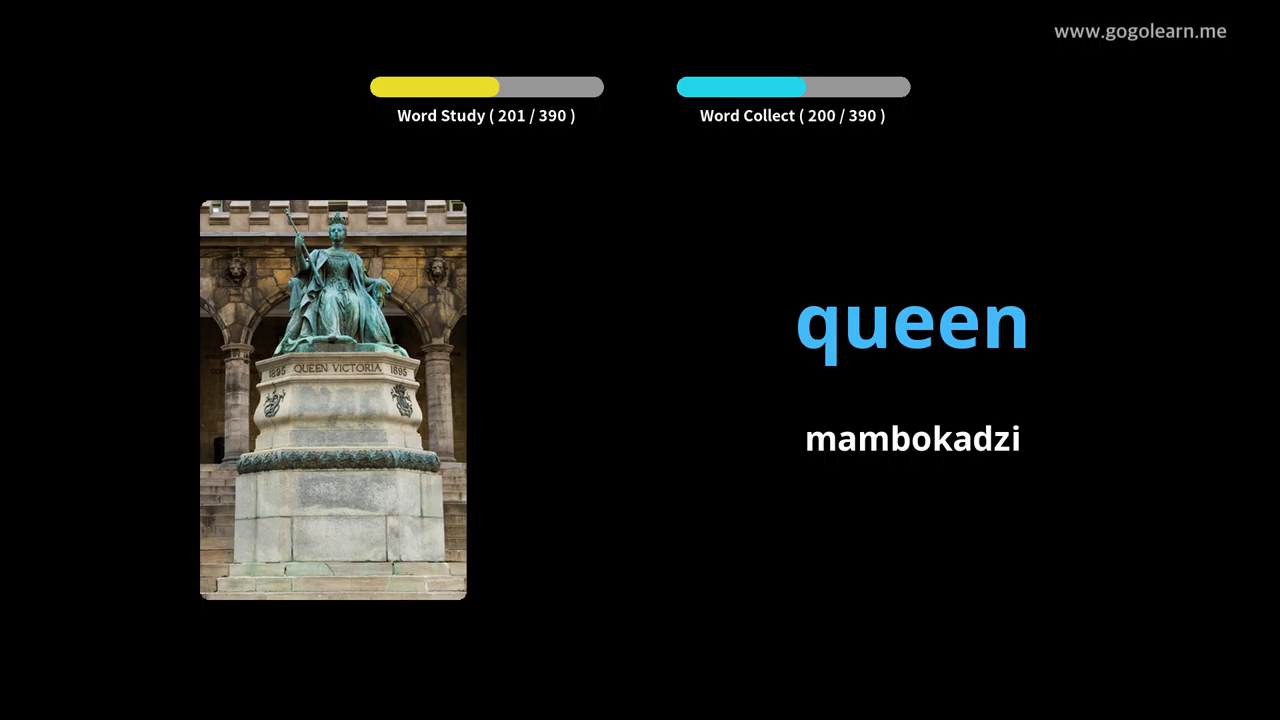 www.gogolearn.me
Word Study ( 201 / 390 )
Word Collect ( 200 / 390 )
1895 QUEEN VICTORIA 1895
queen
mambokadzi